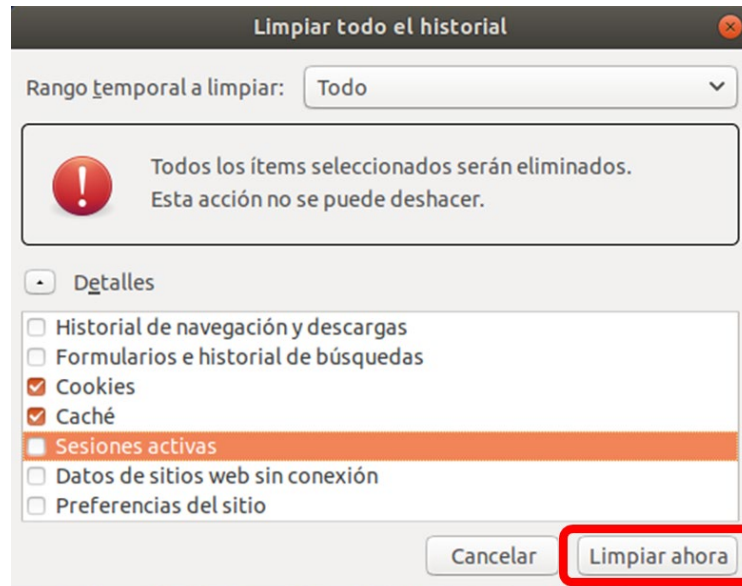 Limpiar todo el historial
Rango temporal a limpiar: Todo
Todos los ítems seleccionados serán eliminados.
Esta acción no se puede deshacer.
Detalles
Historial de navegación y descargas
Formularios e historial de búsquedas
Cookies
Caché
Sesiones activas
Datos de sitios web sin conexión
Preferencias del sitio
Cancelar Limpiar ahora